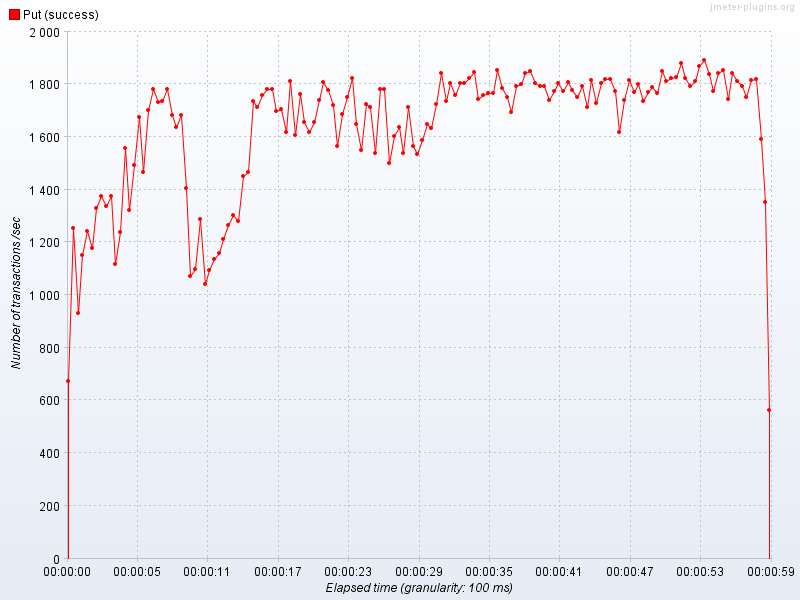 jmeter-plugins.org
Put (success)
2 000
1 800
1 600
1 400
1 200
1 000
800
600
400
200
0
Number of transactions /sec
00:00:00 00:00:05 00:00:11 00:00:17 00:00:23 00:00:29 00:00:35 00:00:41 00:00:47 00:00:53 00:00:59
Elapsed time (granularity: 100 ms)